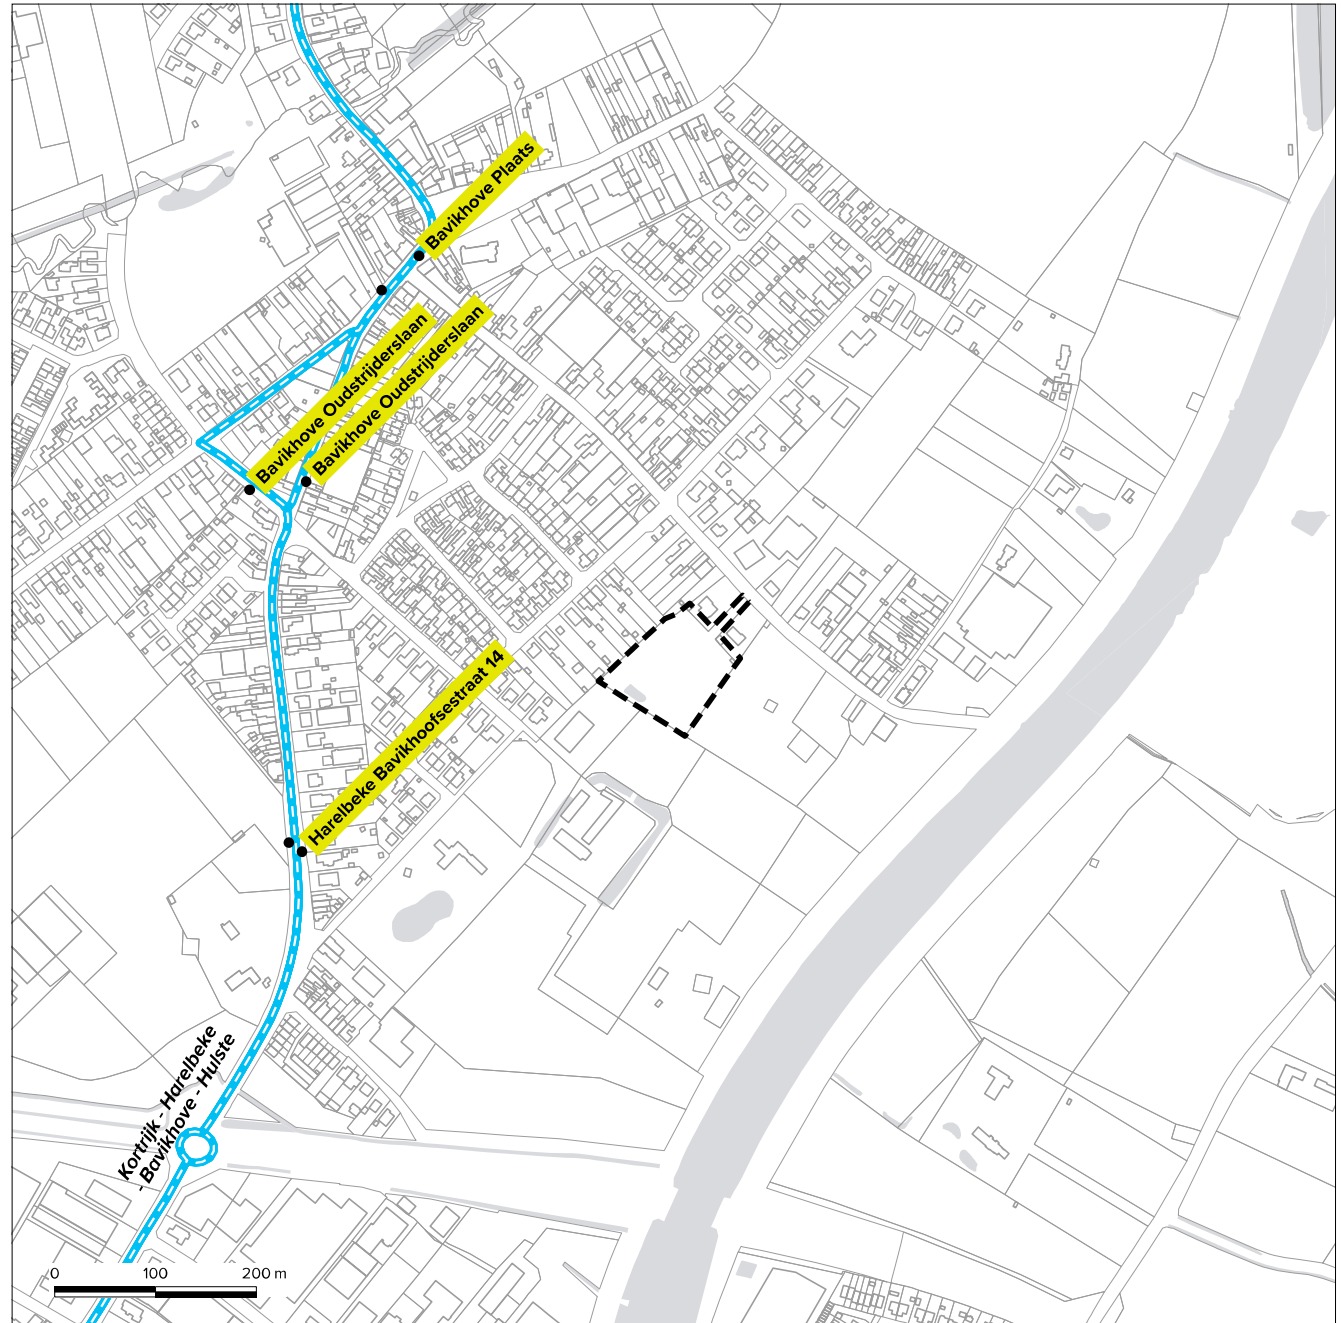 Bavikhove Plaats
Bavikhove Oudstrijderslaan
Bavikhove Oudstrijderslaan
Harelbeke Bavikhoofsestraat 14
Kortrijk - Harelbeke
- Bavikhove - Hulste
0 100 200 m